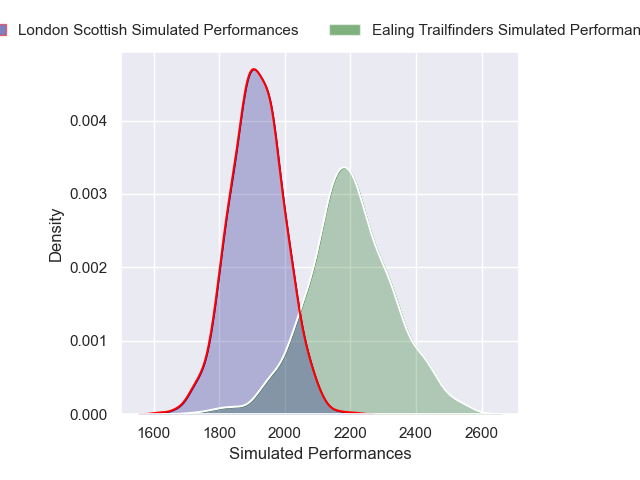 London Scottish Simulated Performances
Ealing Trailfinders Simulated Performan
0.004
0.003
0.002
0.001
0.000
Density
1600 1800 2000 2200 2400 2600
Simulated Performances